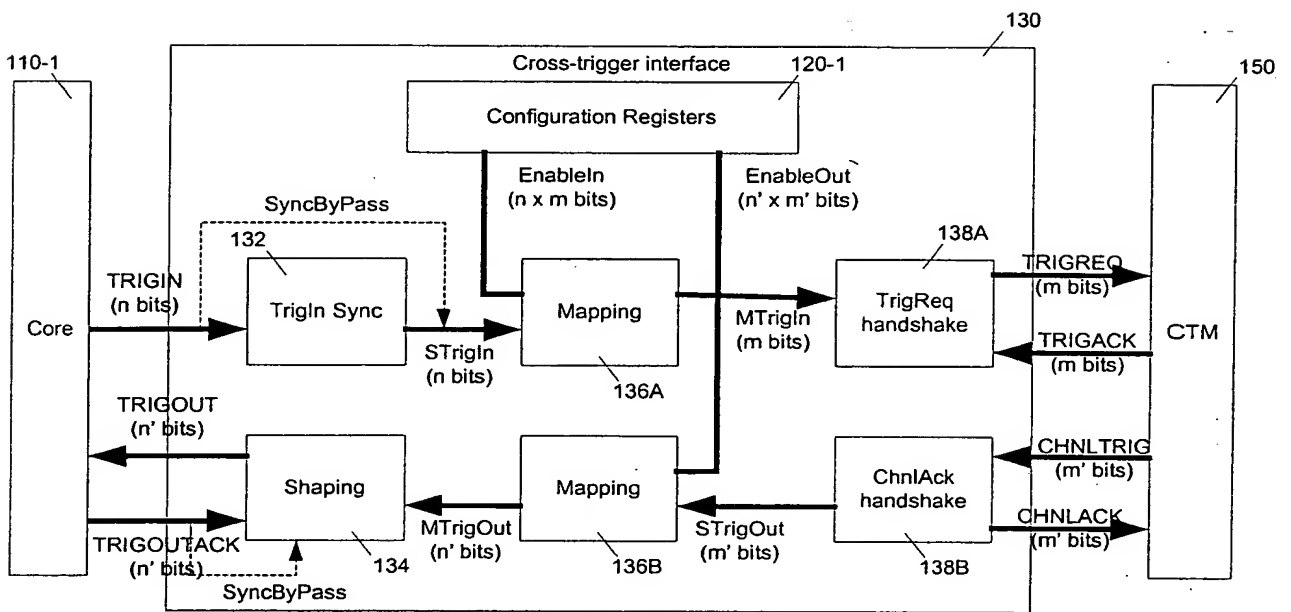 130
110-1
Cross-trigger interface
120-1
150
Configuration Registers
EnableIn
(n x m bits)
EnableOut
(n' x m' bits)
SyncByPass
132
138A
TRIGIN
(n bits)
TRIGREQ
(m bits)
Core
TrigIn Sync
Mapping
TrigReq
handshake
MTrigIn
(m bits)
CTM
STrigIn
(n bits)
TRIGACK
(m bits)
136A
TRIGOUT
(n' bits)
CHNLTRIG
(m' bits)
Shaping
Mapping
ChnlAck
handshake
MTrigOut
(n' bits)
STrigOut
(m' bits)
CHNLACK
(m' bits)
TRIGOUTACK
(n' bits)
134
136B
138B
SyncByPass